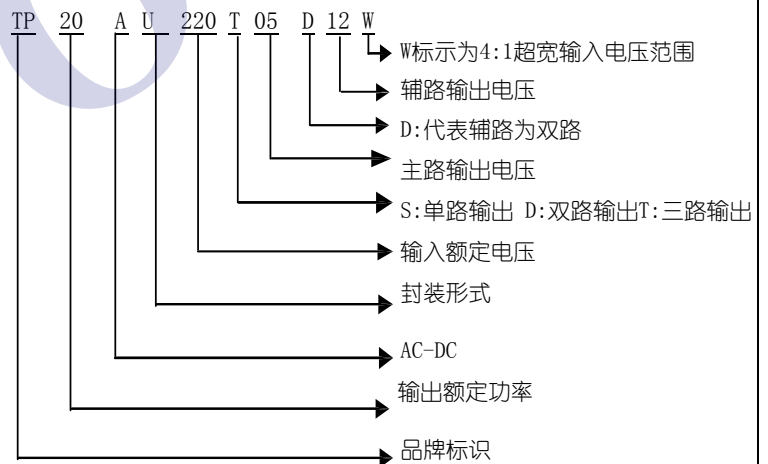 TP 20 A U 220 T 05 D 12 W
W标示为4:1超宽输入电压范围
辅路输出电压
D:代表辅路为双路
主路输出电压
S:单路输出 D:双路输出T:三路输出
输入额定电压
封装形式
AC-DC
输出额定功率
品牌标识